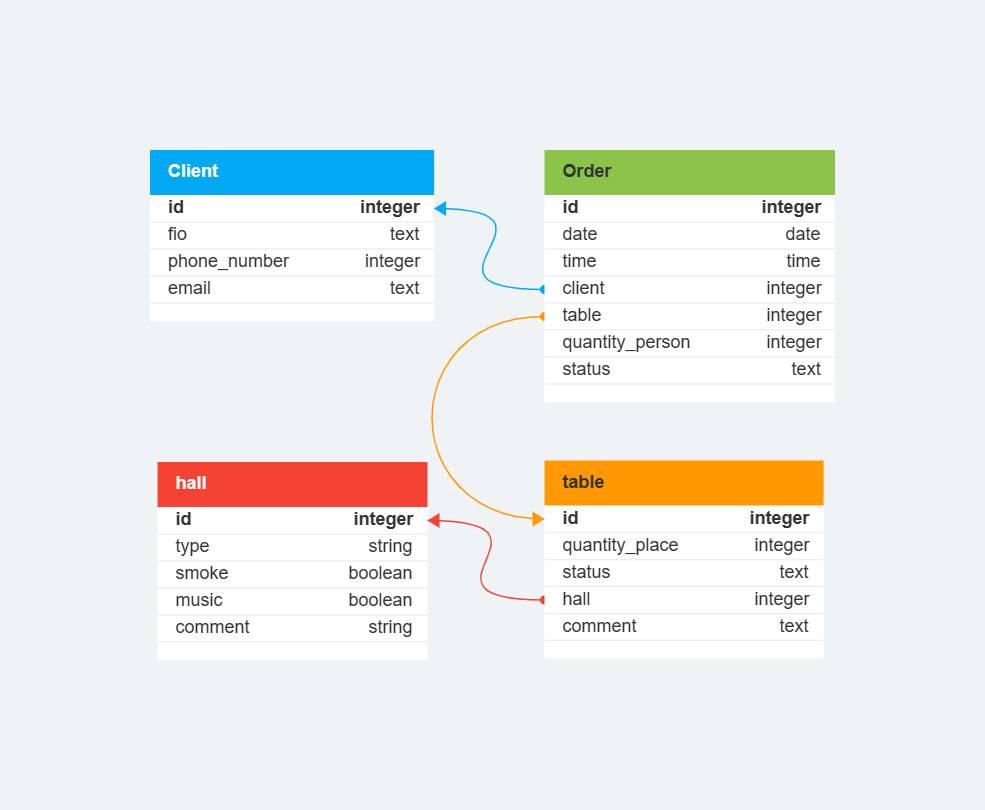 Client
id integer
fio text
phone_number integer
email text
Order
id integer
date date
time time
client integer
table integer
quantity_person integer
status text
hall
id integer
type string
smoke boolean
music boolean
comment string
table
id integer
quantity_place integer
status text
hall integer
comment text